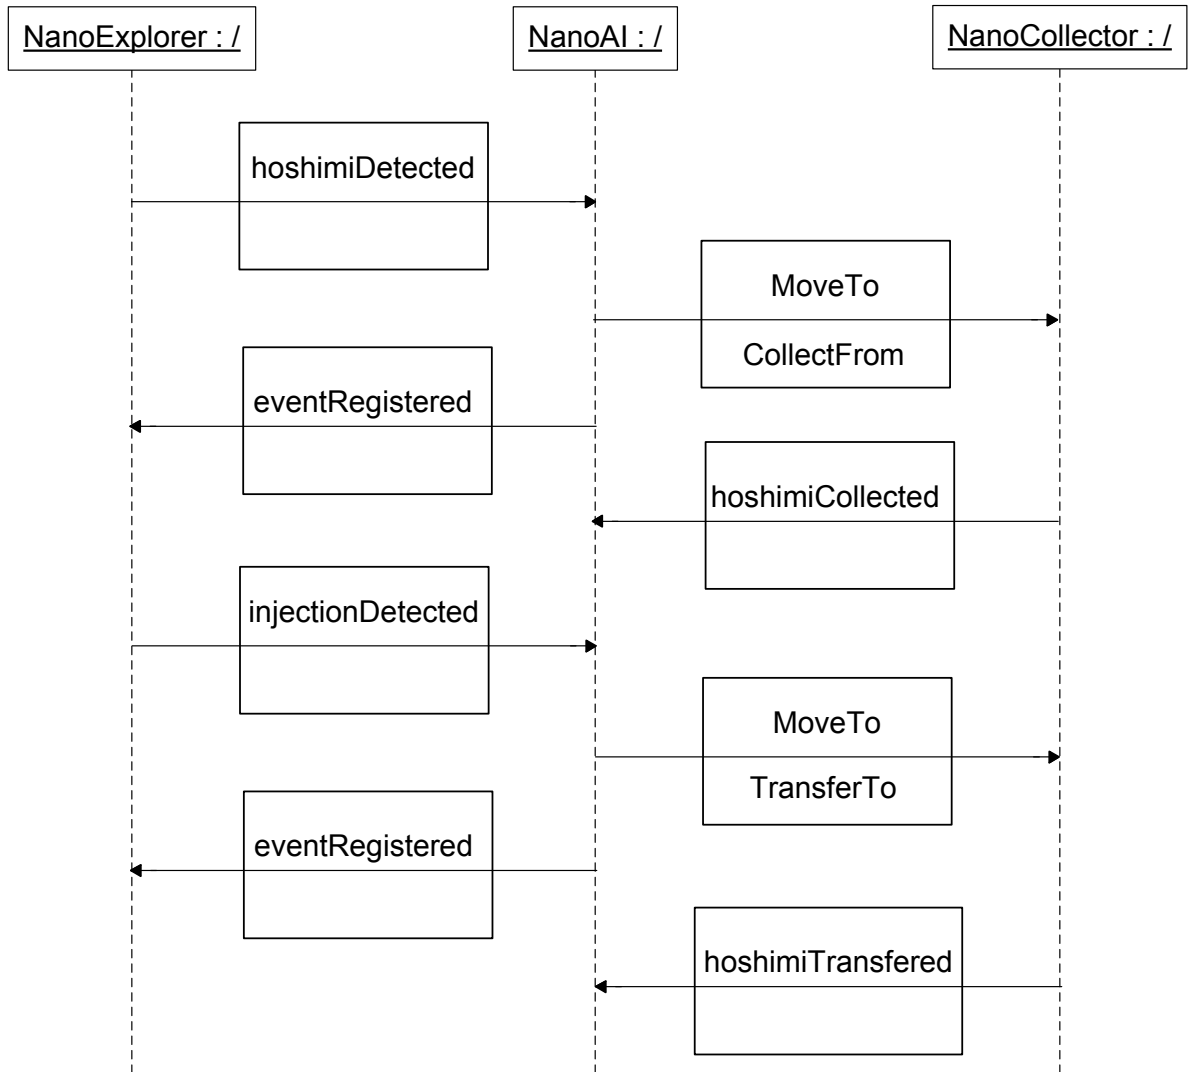 NanoExplorer : /
NanoAI : /
NanoCollector : /
hoshimiDetected
MoveTo
CollectFrom
eventRegistered
hoshimiCollected
injectionDetected
MoveTo
TransferTo
eventRegistered
hoshimiTransfered